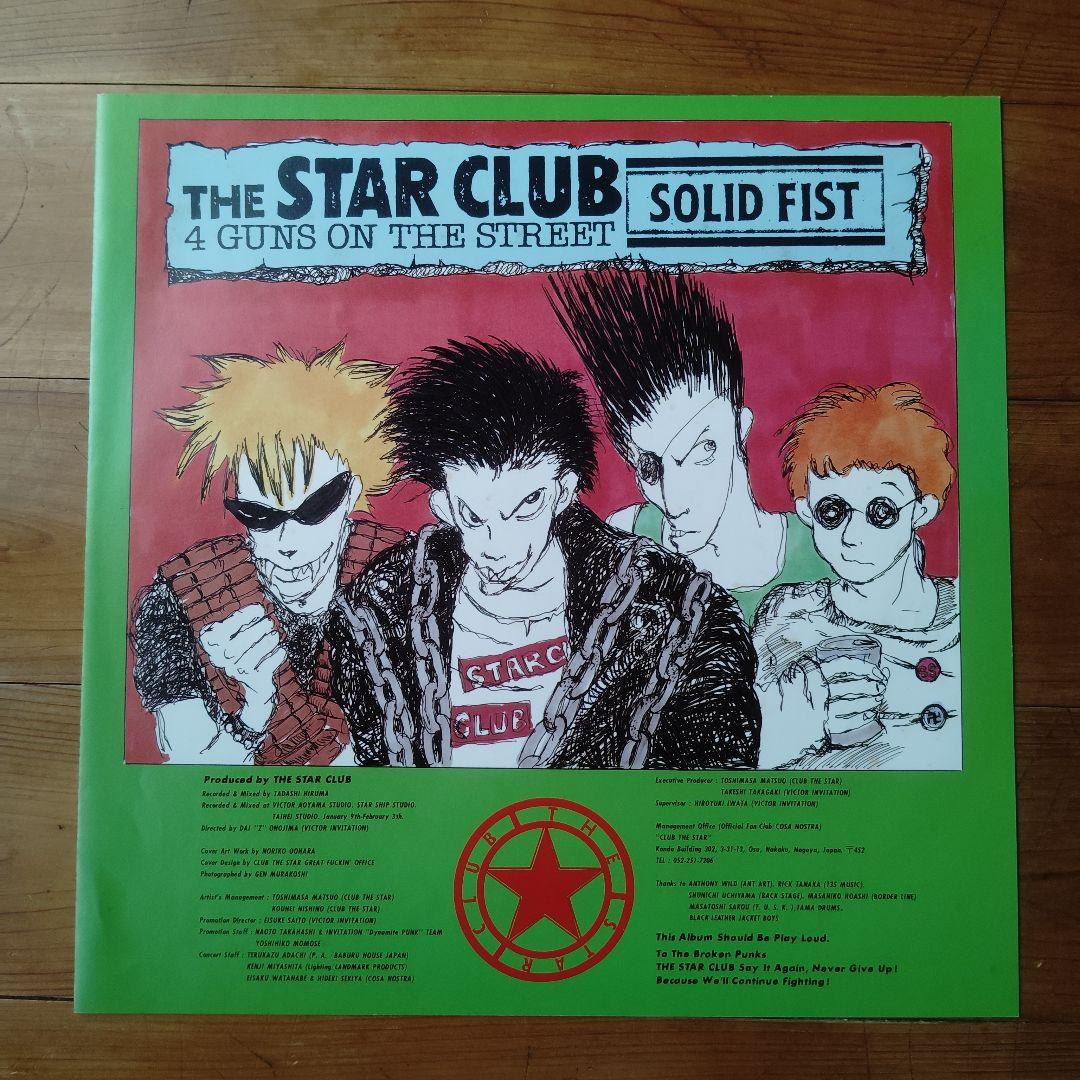 THE STAR CLUB
4 GUNS ON THE STREET
SOLID FIST
STARC
CLUB
Produced by THE STAR CLUB
Recorded & Mixed by TADASHI HIRUMA
Recorded & Mixed at VICTOR AOYAMA STUDIO. STAR SHIP STUDIO.
TAIHEI STUDIO. January 9th-February 3th.
Directed by DAI "Z" ONOJIMA (VICTOR INVITATION)
Cover Art Work by NORIKO OOHARA
Cover Design by CLUB THE STAR GREAT FUCKIN' OFFICE
Photographed by GEN MURAKOSHI
Artist's Management : TOSHIMASA MATSUO (CLUB THE STAR)
KOUHEI NISHINO (CLUB THE STAR)
Promotion Director : EISUKE SAITO (VICTOR INVITATION)
Promotion Staff : NAOTO TAKAHASHI & INVITATION "Dynamite PUNK" TEAM
YOSHIHIKO MOMOSE
Concert Staff : TERUKAZU ADACHI (P. A. /BABURU HOUSE JAPAN)
KENJI MIYASHITA (Lighting/LANDMARK PRODUCTS)
EISAKU WATANABE & HIDEKI SEKIYA (COSA NOSTRA)
THE STAR CLUB
Executive Producer : TOSHIMASA MATSUO (CLUB THE STAR)
TAKESHI TAKAGAKI (VICTOR INVITATION)
Supervisor : HIROYUKI IWATA (VICTOR INVITATION)
Management Office (Official Fan Club/COSA NOSTRA)
"CLUB THE STAR"
Kondo Building 302, 3-31-13, Osu, Nakaku, Nagoya, Japan. 〒452
TEL : 052-251-7206
Thanks to ANTHONY WILD (ANT ART). RICK TANAKA (13S MUSIC).
SHUNICHI UCHIYAMA (BACK STAGE). MASAHIKO HOASHI (BORDER LINE)
MASATOSHI SAKOU (T. U. S. K. ),TAMA DRUMS.
BLACK LEATHER JACKET BOYS
This Album Should Be Play Loud.
To The Broken Punks
THE STAR CLUB Say It Again, Never Give Up!
Because We'll Continue Fighting!